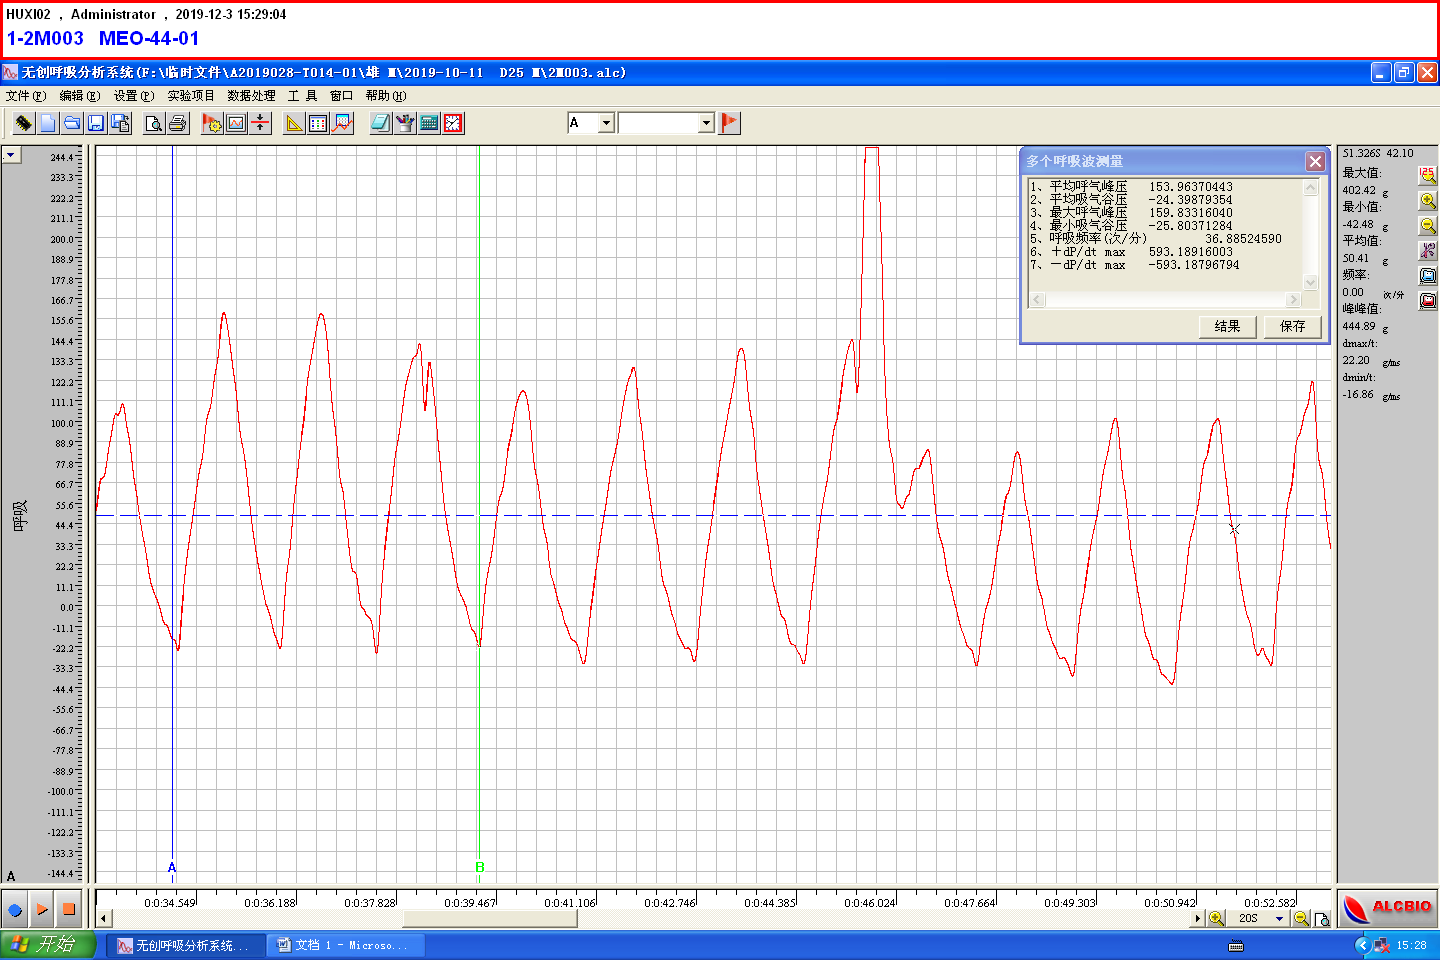 HUXI02 , Administrator , 2019-12-3 15:29:04
1-2M003 MEO-44-01
无创呼吸分析系统(F:\临时文件\A2019028-T014-01\雄 M\2019-10-11 D25 M\2M003.alc)
文件(F) 编辑(E) 设置(P) 实验项目 数据处理 工 具 窗口 帮助(H)
A
244.4
233.3
222.2
211.1
200.0
188.9
177.8
166.7
155.6
144.4
133.3
122.2
111.1
100.0
88.9
77.8
66.7
55.6
44.4
33.3
22.2
11.1
0.0
-11.1
-22.2
-33.3
-44.4
-55.6
-66.7
-77.8
-88.9
-100.0
-111.1
-122.2
-133.3
-144.4
呼吸
A
A
B
多个呼吸波测量
1、平均呼气峰压 153.96370443
2、平均吸气谷压 -24.39879354
3、最大呼气峰压 159.83316040
4、最小吸气谷压 -25.80371284
5、呼吸频率(次/分) 36.88524590
6、＋dP/dt max 593.18916003
7、－dP/dt max -593.18796794
结果 保存
51.326S 42.10
最大值:
402.42 g
最小值:
-42.48 g
平均值:
50.41 g
频率:
0.00 次/分
峰峰值:
444.89 g
dmax/t:
22.20 g/ms
dmin/t:
-16.86 g/ms
125
0:0:34.549 0:0:36.188 0:0:37.828 0:0:39.467 0:0:41.106 0:0:42.746 0:0:44.385 0:0:46.024 0:0:47.664 0:0:49.303 0:0:50.942 0:0:52.582
20S
ALCBIO
开始 无创呼吸分析系统... 文档 1 - Microso... 15:28